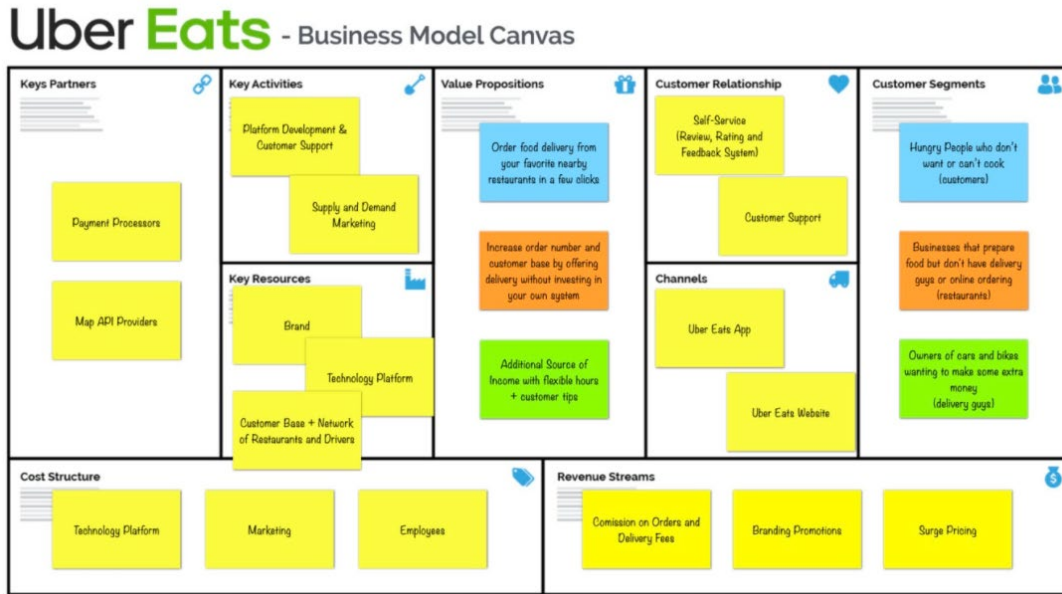 Uber Eats - Business Model Canvas
Keys Partners
Payment Processors
Map API Providers
Key Activities
Platform Development &
Customer Support
Supply and Demand
Marketing
Key Resources
Brand
Technology Platform
Customer Base + Network
of Restaurants and Drivers
Value Propositions
Order food delivery from
your favorite nearby
restaurants in a few clicks
Increase order number and
customer base by offering
delivery without investing in
your own system
Additional Source of
Income with flexible hours
+ customer tips
Customer Relationship
Self-Service
(Review, Rating and
Feedback System)
Customer Support
Channels
Uber Eats App
Uber Eats Website
Customer Segments
Hungry People who don't
want or can't cook
(customers)
Businesses that prepare
food but don't have delivery
guys or online ordering
(restaurants)
Owners of cars and bikes
wanting to make some extra
money
(delivery guys)
Cost Structure
Technology Platform
Marketing
Employees
Revenue Streams
Comission on Orders and
Delivery Fees
Branding Promotions
Surge Pricing
$